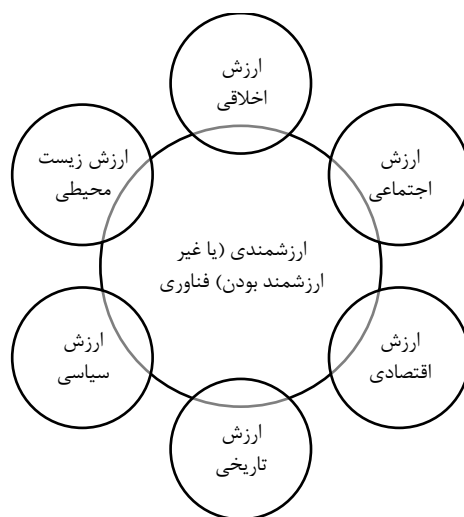 ارزش
اخلاقی
ارزش
اجتماعی
ارزش زیست
محیطی
ارزشمندی (یا غیر
ارزشمند بودن) فناوری
ارزش
اقتصادی
ارزش
سیاسی
ارزش
تاریخی